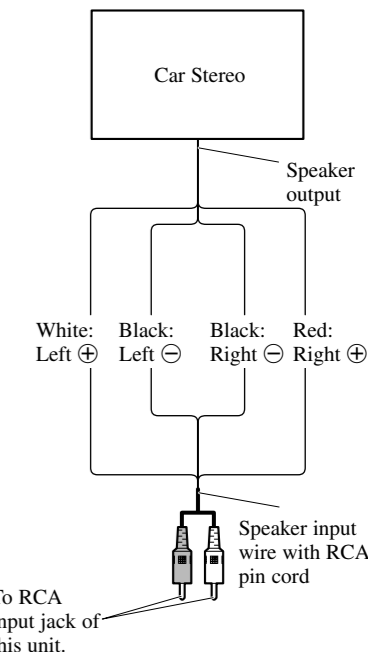 Car Stereo
Speaker
output
White:
Left ⊕
Black:
Left ⊖
Black:
Right ⊖
Red:
Right ⊕
Speaker input
wire with RCA
pin cord
To RCA
input jack of
this unit.